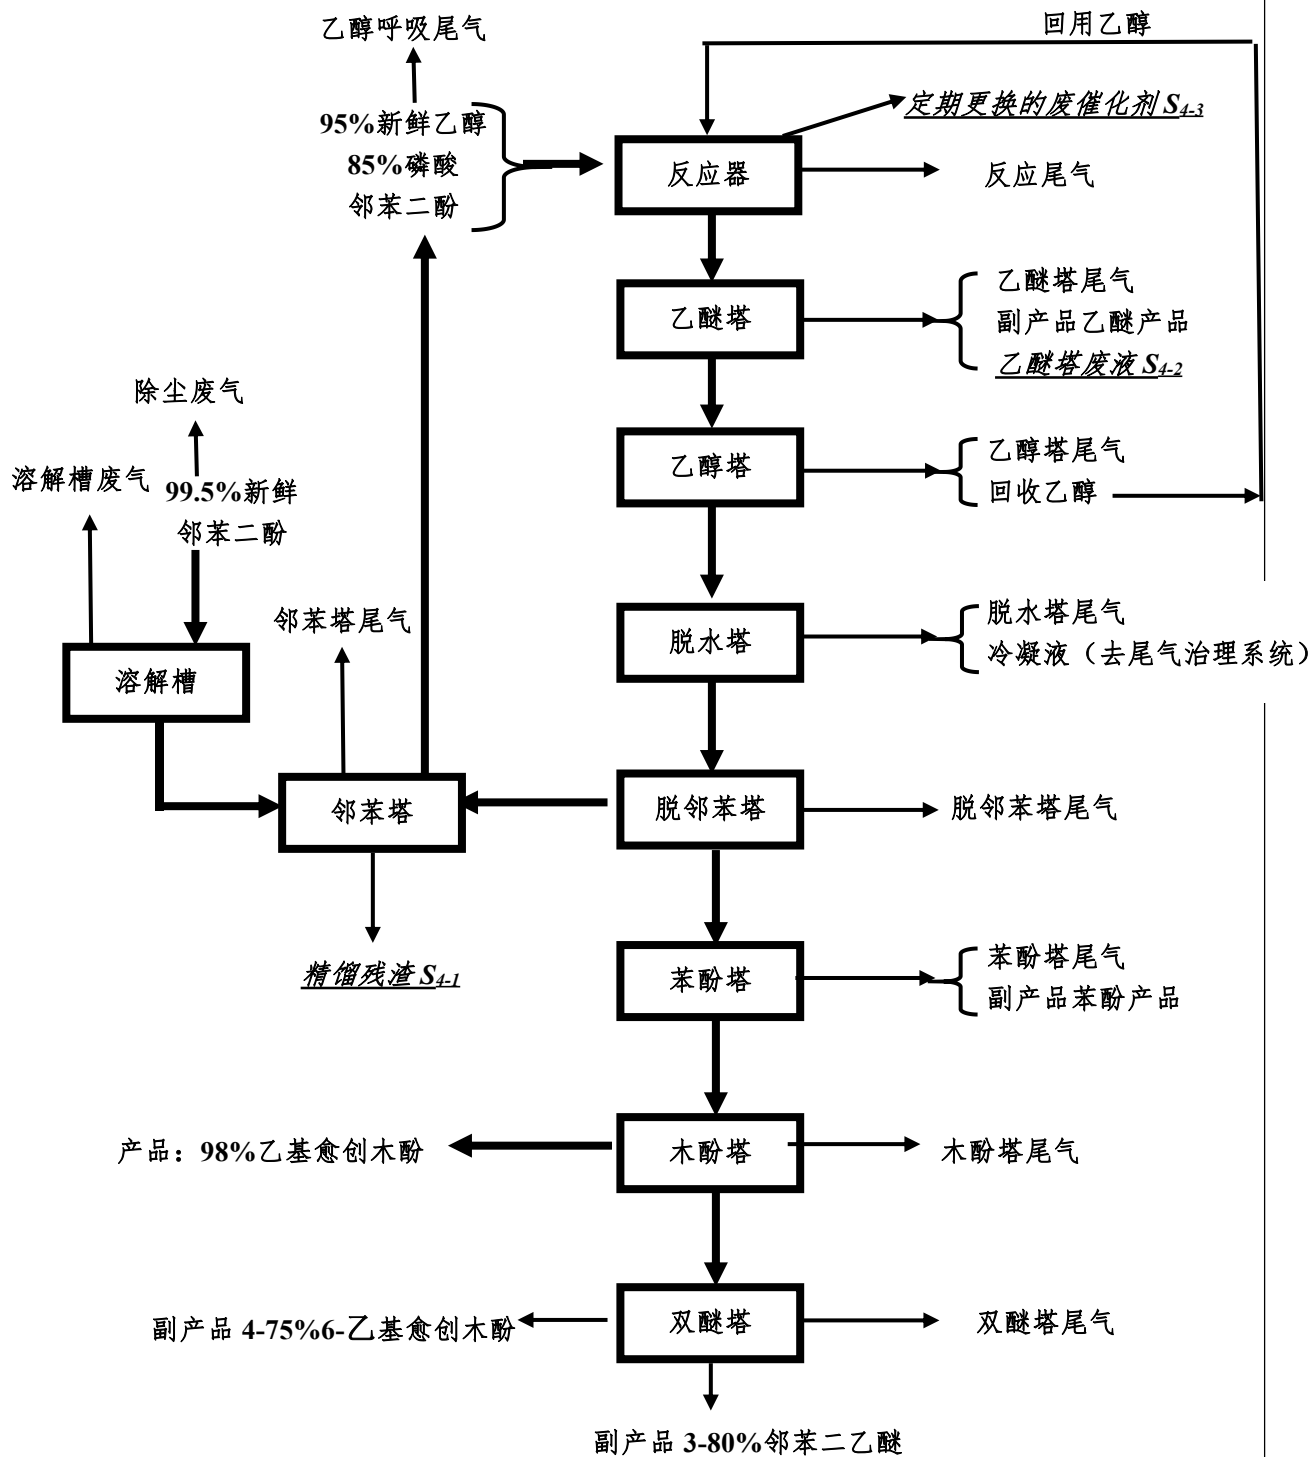 乙醇呼吸尾气
回用乙醇
95%新鲜乙醇
85%磷酸
邻苯二酚
定期更换的废催化剂 S4-3
反应器
反应尾气
乙醚塔
乙醚塔尾气
副产品乙醚产品
乙醚塔废液 S4-2
除尘废气
溶解槽废气
99.5%新鲜
邻苯二酚
乙醇塔
乙醇塔尾气
回收乙醇
邻苯塔尾气
脱水塔
脱水塔尾气
冷凝液（去尾气治理系统）
溶解槽
邻苯塔
脱邻苯塔
脱邻苯塔尾气
精馏残渣 S4-1
苯酚塔
苯酚塔尾气
副产品苯酚产品
产品：98%乙基愈创木酚
木酚塔
木酚塔尾气
副产品 4-75%6-乙基愈创木酚
双醚塔
双醚塔尾气
副产品 3-80%邻苯二乙醚